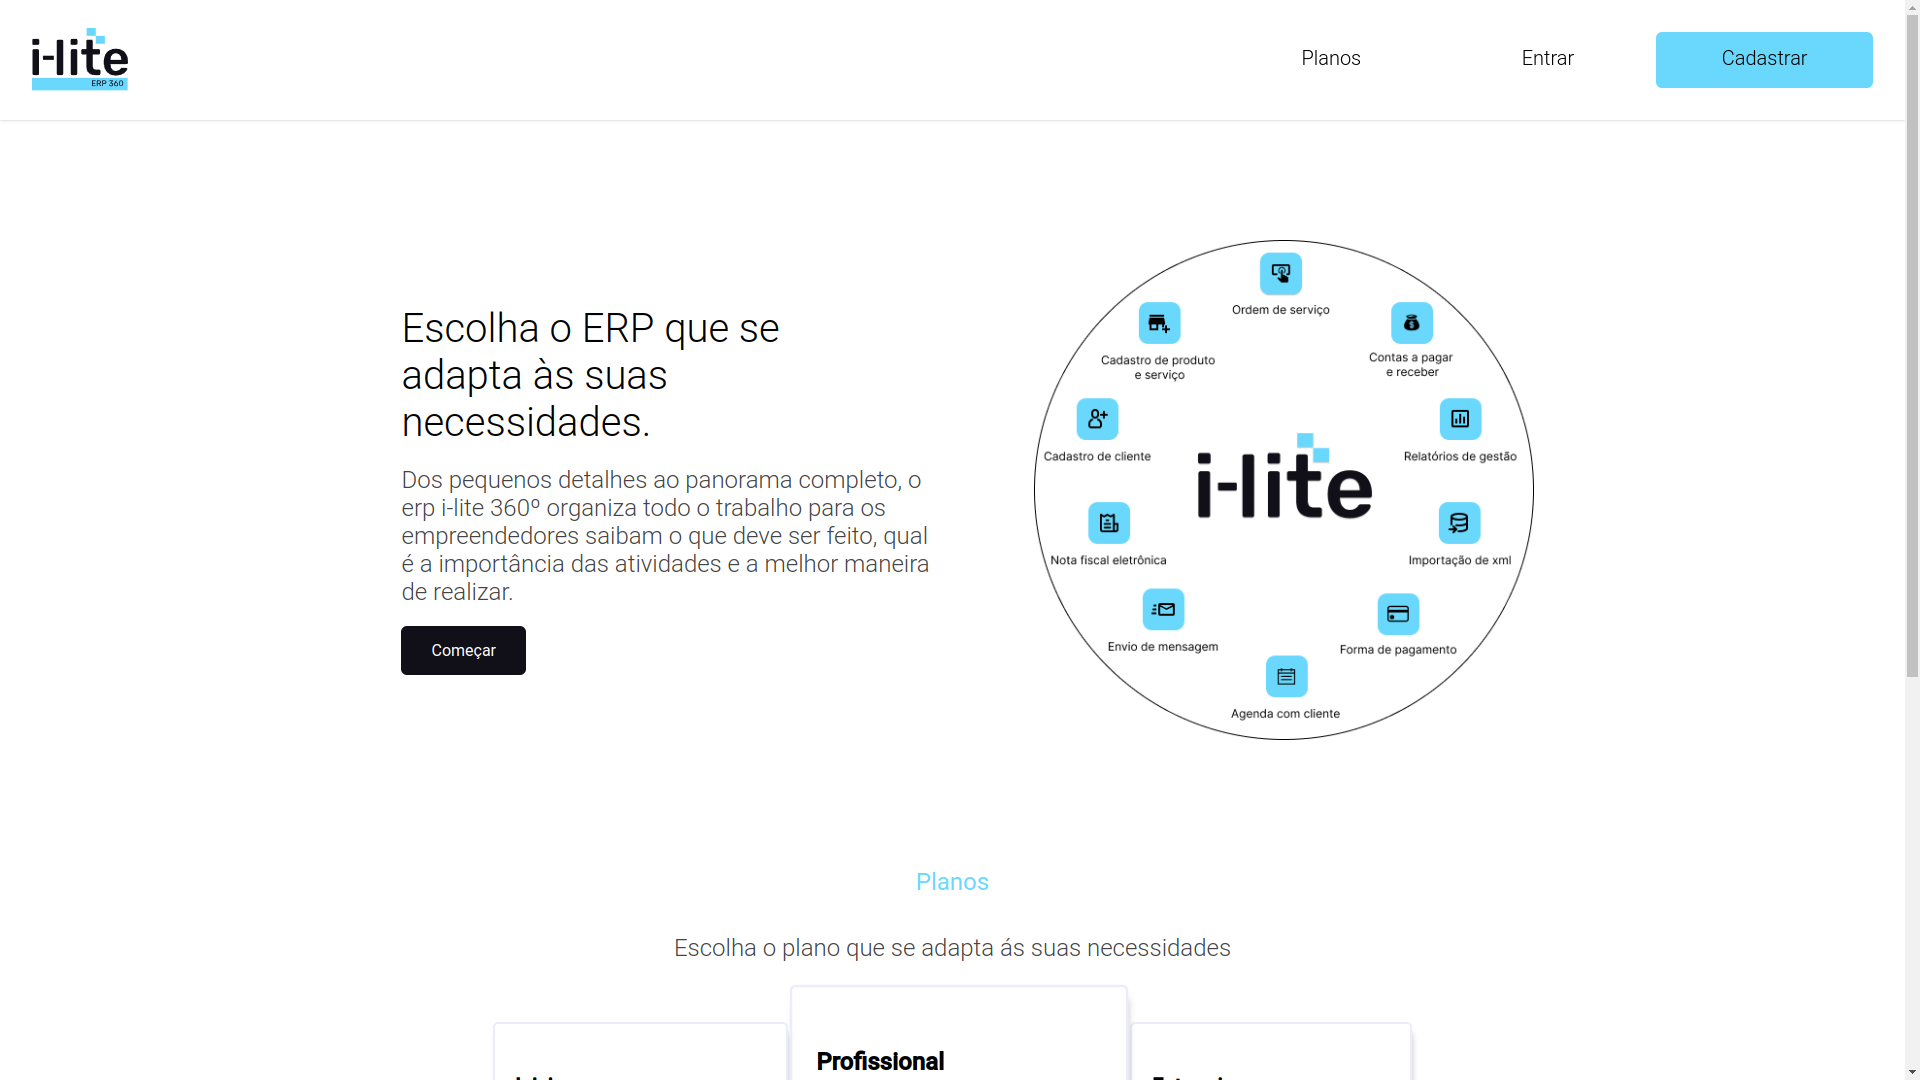 i-lite
ERP 360
Planos
Entrar
Cadastrar
Escolha o ERP que se
adapta às suas
necessidades.
Dos pequenos detalhes ao panorama completo, o
erp i-lite 360º organiza todo o trabalho para os
empreendedores saibam o que deve ser feito, qual
é a importância das atividades e a melhor maneira
de realizar.
Começar
Ordem de serviço
Cadastro de produto
e serviço
Contas a pagar
e receber
Cadastro de cliente
Relatórios de gestão
i-lite
Nota fiscal eletrônica
Importação de xml
Envio de mensagem
Forma de pagamento
Agenda com cliente
Planos
Escolha o plano que se adapta ás suas necessidades
Profissional